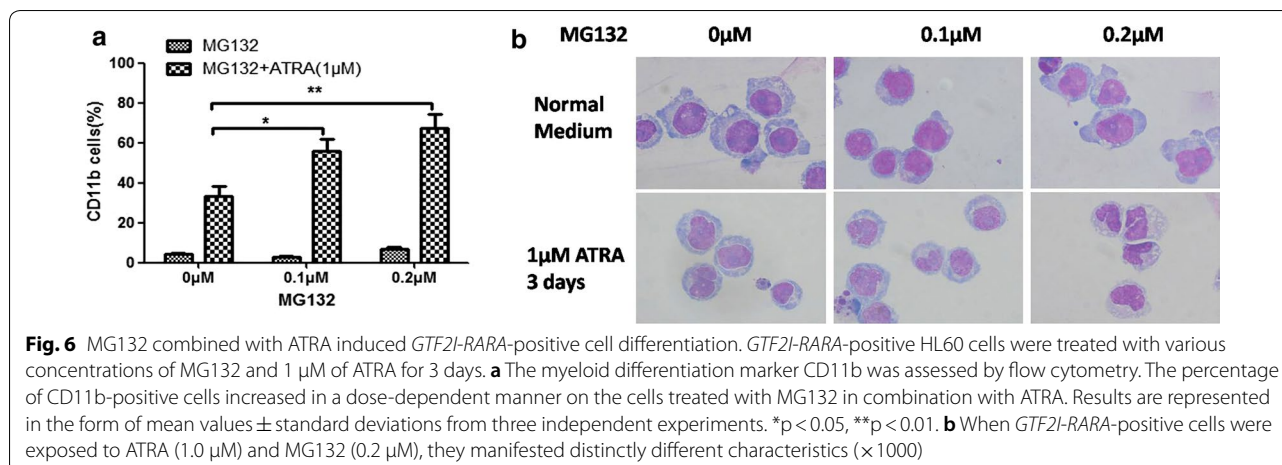 a
MG132
MG132+ATRA(1μM)
100
80
60
40
20
0
CD11b cells(%)
**
*
0μM
0.1μM
0.2μM
MG132
b
MG132
0μM
0.1μM
0.2μM
Normal
Medium
1μM ATRA
3 days
Fig. 6 MG132 combined with ATRA induced GTF2I-RARA-positive cell differentiation. GTF2I-RARA-positive HL60 cells were treated with various
concentrations of MG132 and 1 μM of ATRA for 3 days. a The myeloid differentiation marker CD11b was assessed by flow cytometry. The percentage
of CD11b-positive cells increased in a dose-dependent manner on the cells treated with MG132 in combination with ATRA. Results are represented
in the form of mean values ± standard deviations from three independent experiments. *p < 0.05, **p < 0.01. b When GTF2I-RARA-positive cells were
exposed to ATRA (1.0 μM) and MG132 (0.2 μM), they manifested distinctly different characteristics (× 1000)